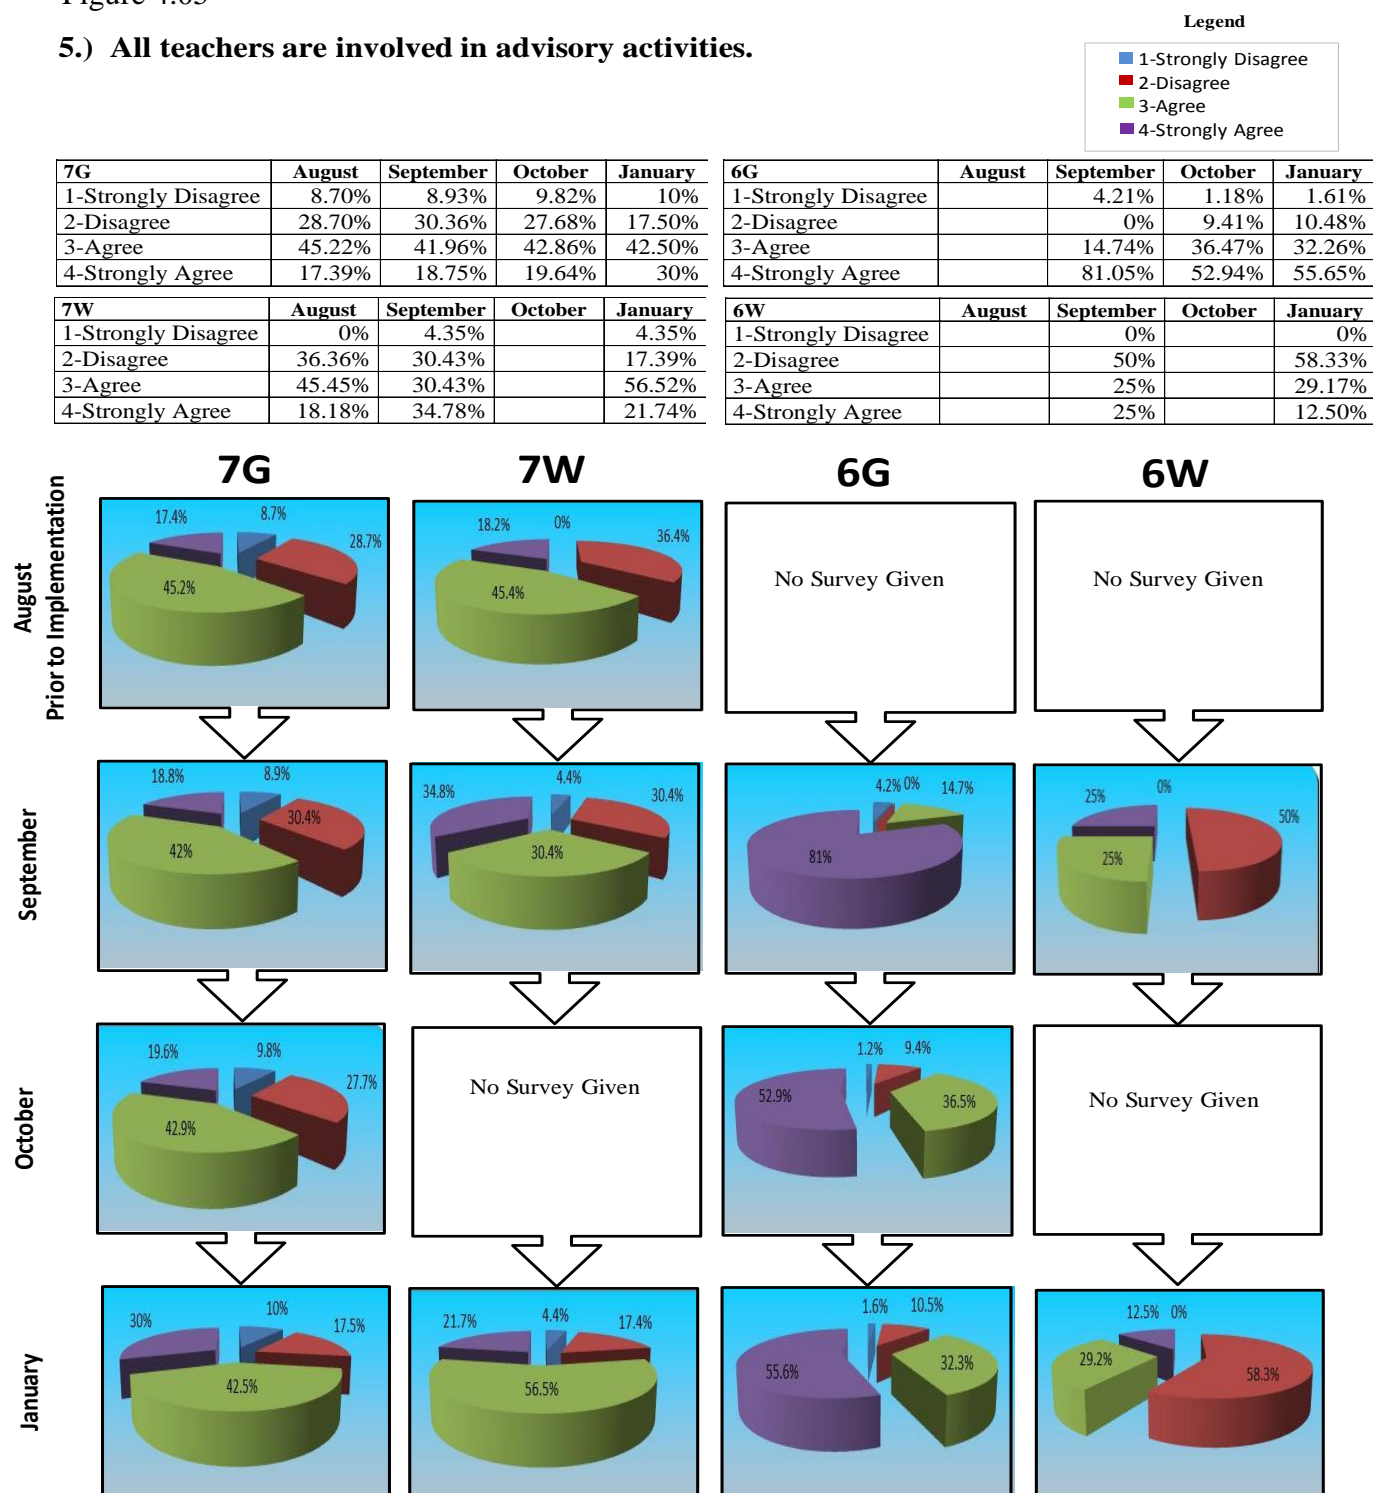 Figure 4.05
5.) All teachers are involved in advisory activities.
Legend
1-Strongly Disagree
2-Disagree
3-Agree
4-Strongly Agree
7G August September October January
1-Strongly Disagree 8.70% 8.93% 9.82% 10%
2-Disagree 28.70% 30.36% 27.68% 17.50%
3-Agree 45.22% 41.96% 42.86% 42.50%
4-Strongly Agree 17.39% 18.75% 19.64% 30%
6G August September October January
1-Strongly Disagree 4.21% 1.18% 1.61%
2-Disagree 0% 9.41% 10.48%
3-Agree 14.74% 36.47% 32.26%
4-Strongly Agree 81.05% 52.94% 55.65%
7W August September October January
1-Strongly Disagree 0% 4.35% 4.35%
2-Disagree 36.36% 30.43% 17.39%
3-Agree 45.45% 30.43% 56.52%
4-Strongly Agree 18.18% 34.78% 21.74%
6W August September October January
1-Strongly Disagree 0% 0%
2-Disagree 50% 58.33%
3-Agree 25% 29.17%
4-Strongly Agree 25% 12.50%
7G 7W 6G 6W
August
Prior to Implementation
17.4% 8.7%
28.7%
45.2%
18.2% 0%
36.4%
45.4%
No Survey Given
No Survey Given
September
18.8% 8.9%
30.4%
42%
4.4%
34.8% 30.4%
30.4%
4.2% 0% 14.7%
81%
25% 0%
50%
25%
October
19.6% 9.8%
27.7%
42.9%
No Survey Given
1.2% 9.4%
52.9% 36.5%
No Survey Given
January
30% 10%
17.5%
42.5%
21.7% 4.4% 17.4%
56.5%
1.6% 10.5%
55.6% 32.3%
12.5% 0%
29.2% 58.3%